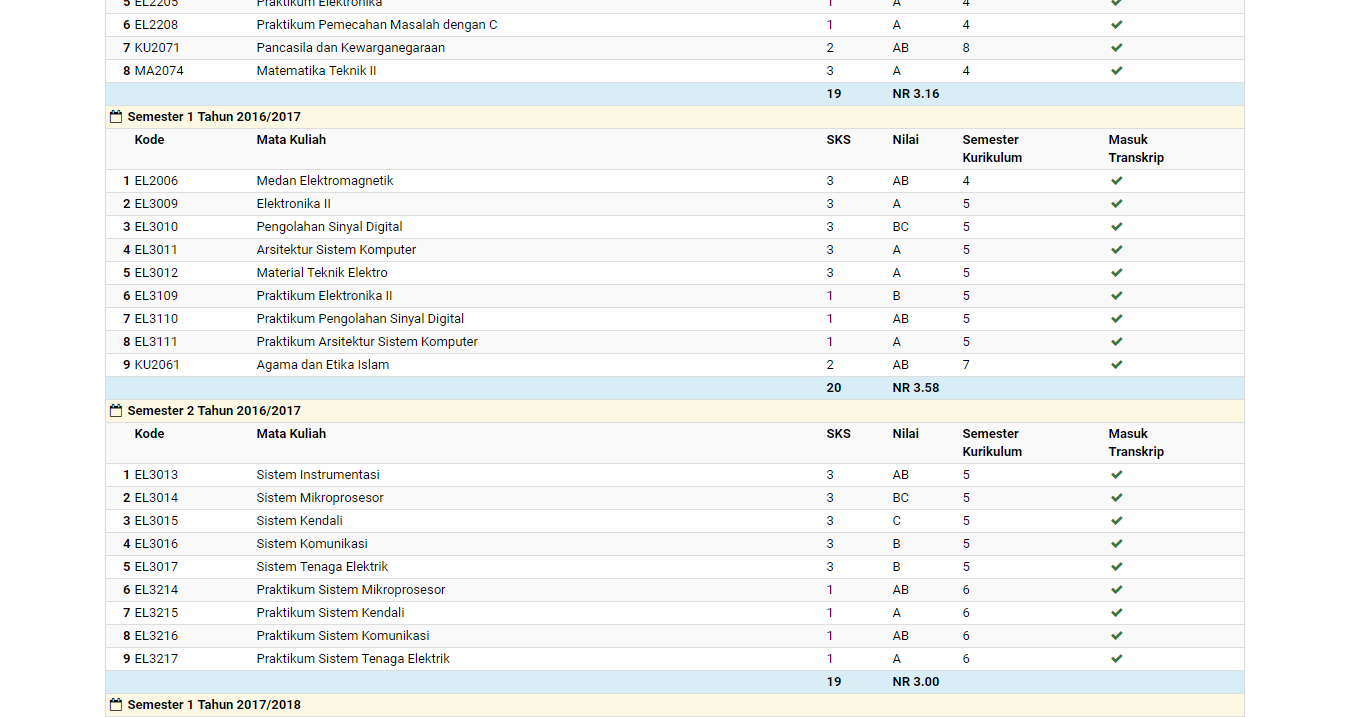 5 EL2205 Praktikum Elektronika 1 A 4
6 EL2208 Praktikum Pemecahan Masalah dengan C 1 A 4
7 KU2071 Pancasila dan Kewarganegaraan 2 AB 8
8 MA2074 Matematika Teknik II 3 A 4
19 NR 3.16
Semester 1 Tahun 2016/2017
Kode Mata Kuliah SKS Nilai Semester Masuk
Kurikulum Transkrip
1 EL2006 Medan Elektromagnetik 3 AB 4
2 EL3009 Elektronika II 3 A 5
3 EL3010 Pengolahan Sinyal Digital 3 BC 5
4 EL3011 Arsitektur Sistem Komputer 3 A 5
5 EL3012 Material Teknik Elektro 3 A 5
6 EL3109 Praktikum Elektronika II 1 B 5
7 EL3110 Praktikum Pengolahan Sinyal Digital 1 AB 5
8 EL3111 Praktikum Arsitektur Sistem Komputer 1 A 5
9 KU2061 Agama dan Etika Islam 2 AB 7
20 NR 3.58
Semester 2 Tahun 2016/2017
Kode Mata Kuliah SKS Nilai Semester Masuk
Kurikulum Transkrip
1 EL3013 Sistem Instrumentasi 3 AB 5
2 EL3014 Sistem Mikroprosesor 3 BC 5
3 EL3015 Sistem Kendali 3 C 5
4 EL3016 Sistem Komunikasi 3 B 5
5 EL3017 Sistem Tenaga Elektrik 3 B 5
6 EL3214 Praktikum Sistem Mikroprosesor 1 AB 6
7 EL3215 Praktikum Sistem Kendali 1 A 6
8 EL3216 Praktikum Sistem Komunikasi 1 AB 6
9 EL3217 Praktikum Sistem Tenaga Elektrik 1 A 6
19 NR 3.00
Semester 1 Tahun 2017/2018